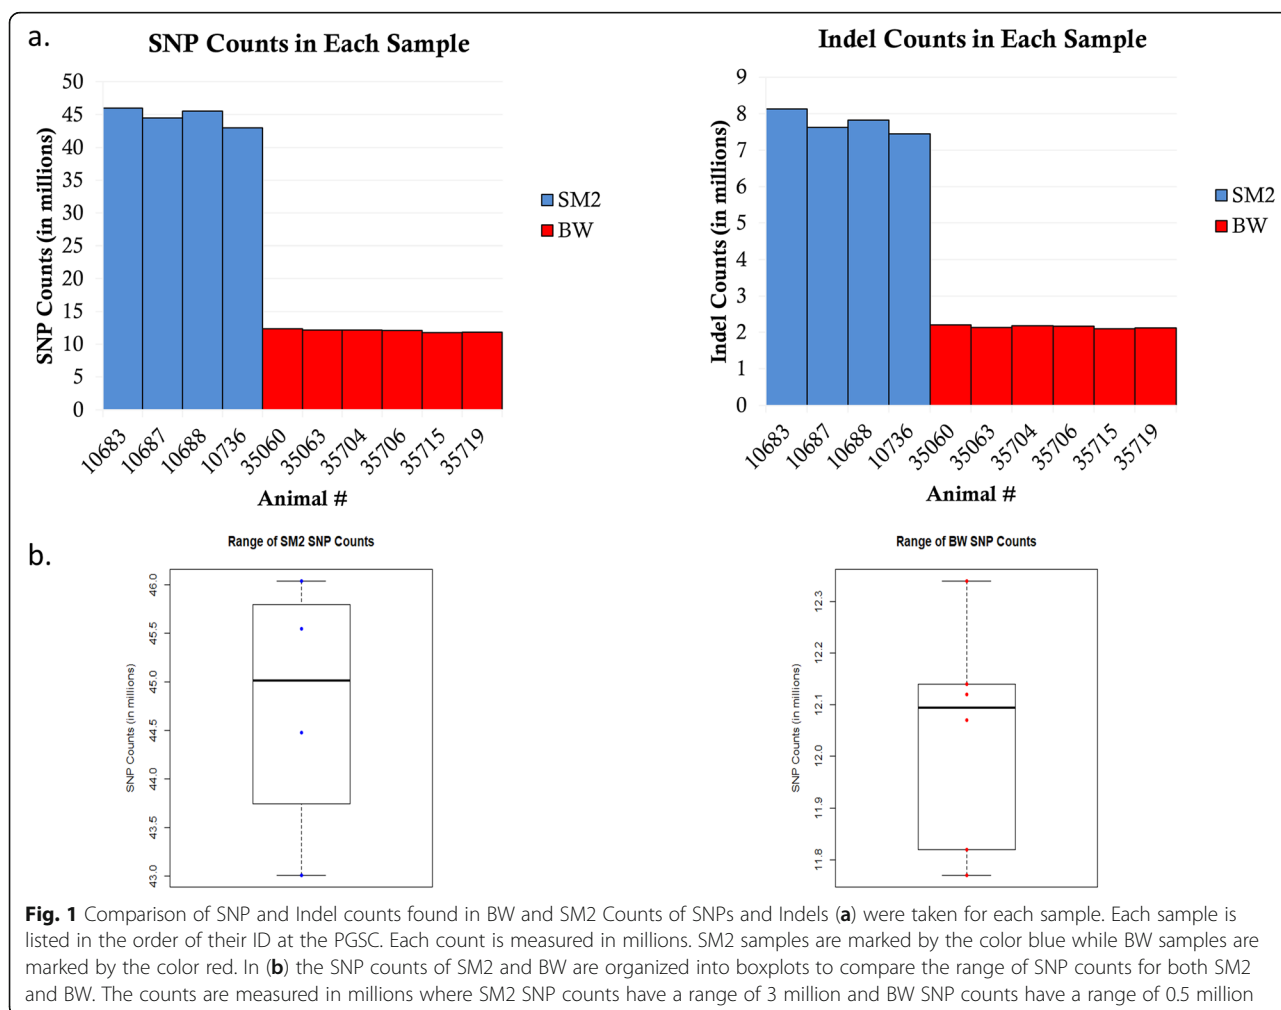 a.
SNP Counts in Each Sample
50
45
40
35
30
25
20
15
10
5
0
SNP Counts (in millions)
10683
10687
10688
10736
35060
35063
35704
35706
35715
35719
Animal #
SM2
BW
Indel Counts in Each Sample
9
8
7
6
5
4
3
2
1
0
Indel Counts (in millions)
10683
10687
10688
10736
35060
35063
35704
35706
35715
35719
Animal #
SM2
BW
b.
Range of SM2 SNP Counts
46.0
45.5
45.0
44.5
44.0
43.5
43.0
SNP Counts (in millions)
Range of BW SNP Counts
12.3
12.2
12.1
12.0
11.9
11.8
SNP Counts (in millions)
Fig. 1 Comparison of SNP and Indel counts found in BW and SM2 Counts of SNPs and Indels (a) were taken for each sample. Each sample is
listed in the order of their ID at the PGSC. Each count is measured in millions. SM2 samples are marked by the color blue while BW samples are
marked by the color red. In (b) the SNP counts of SM2 and BW are organized into boxplots to compare the range of SNP counts for both SM2
and BW. The counts are measured in millions where SM2 SNP counts have a range of 3 million and BW SNP counts have a range of 0.5 million